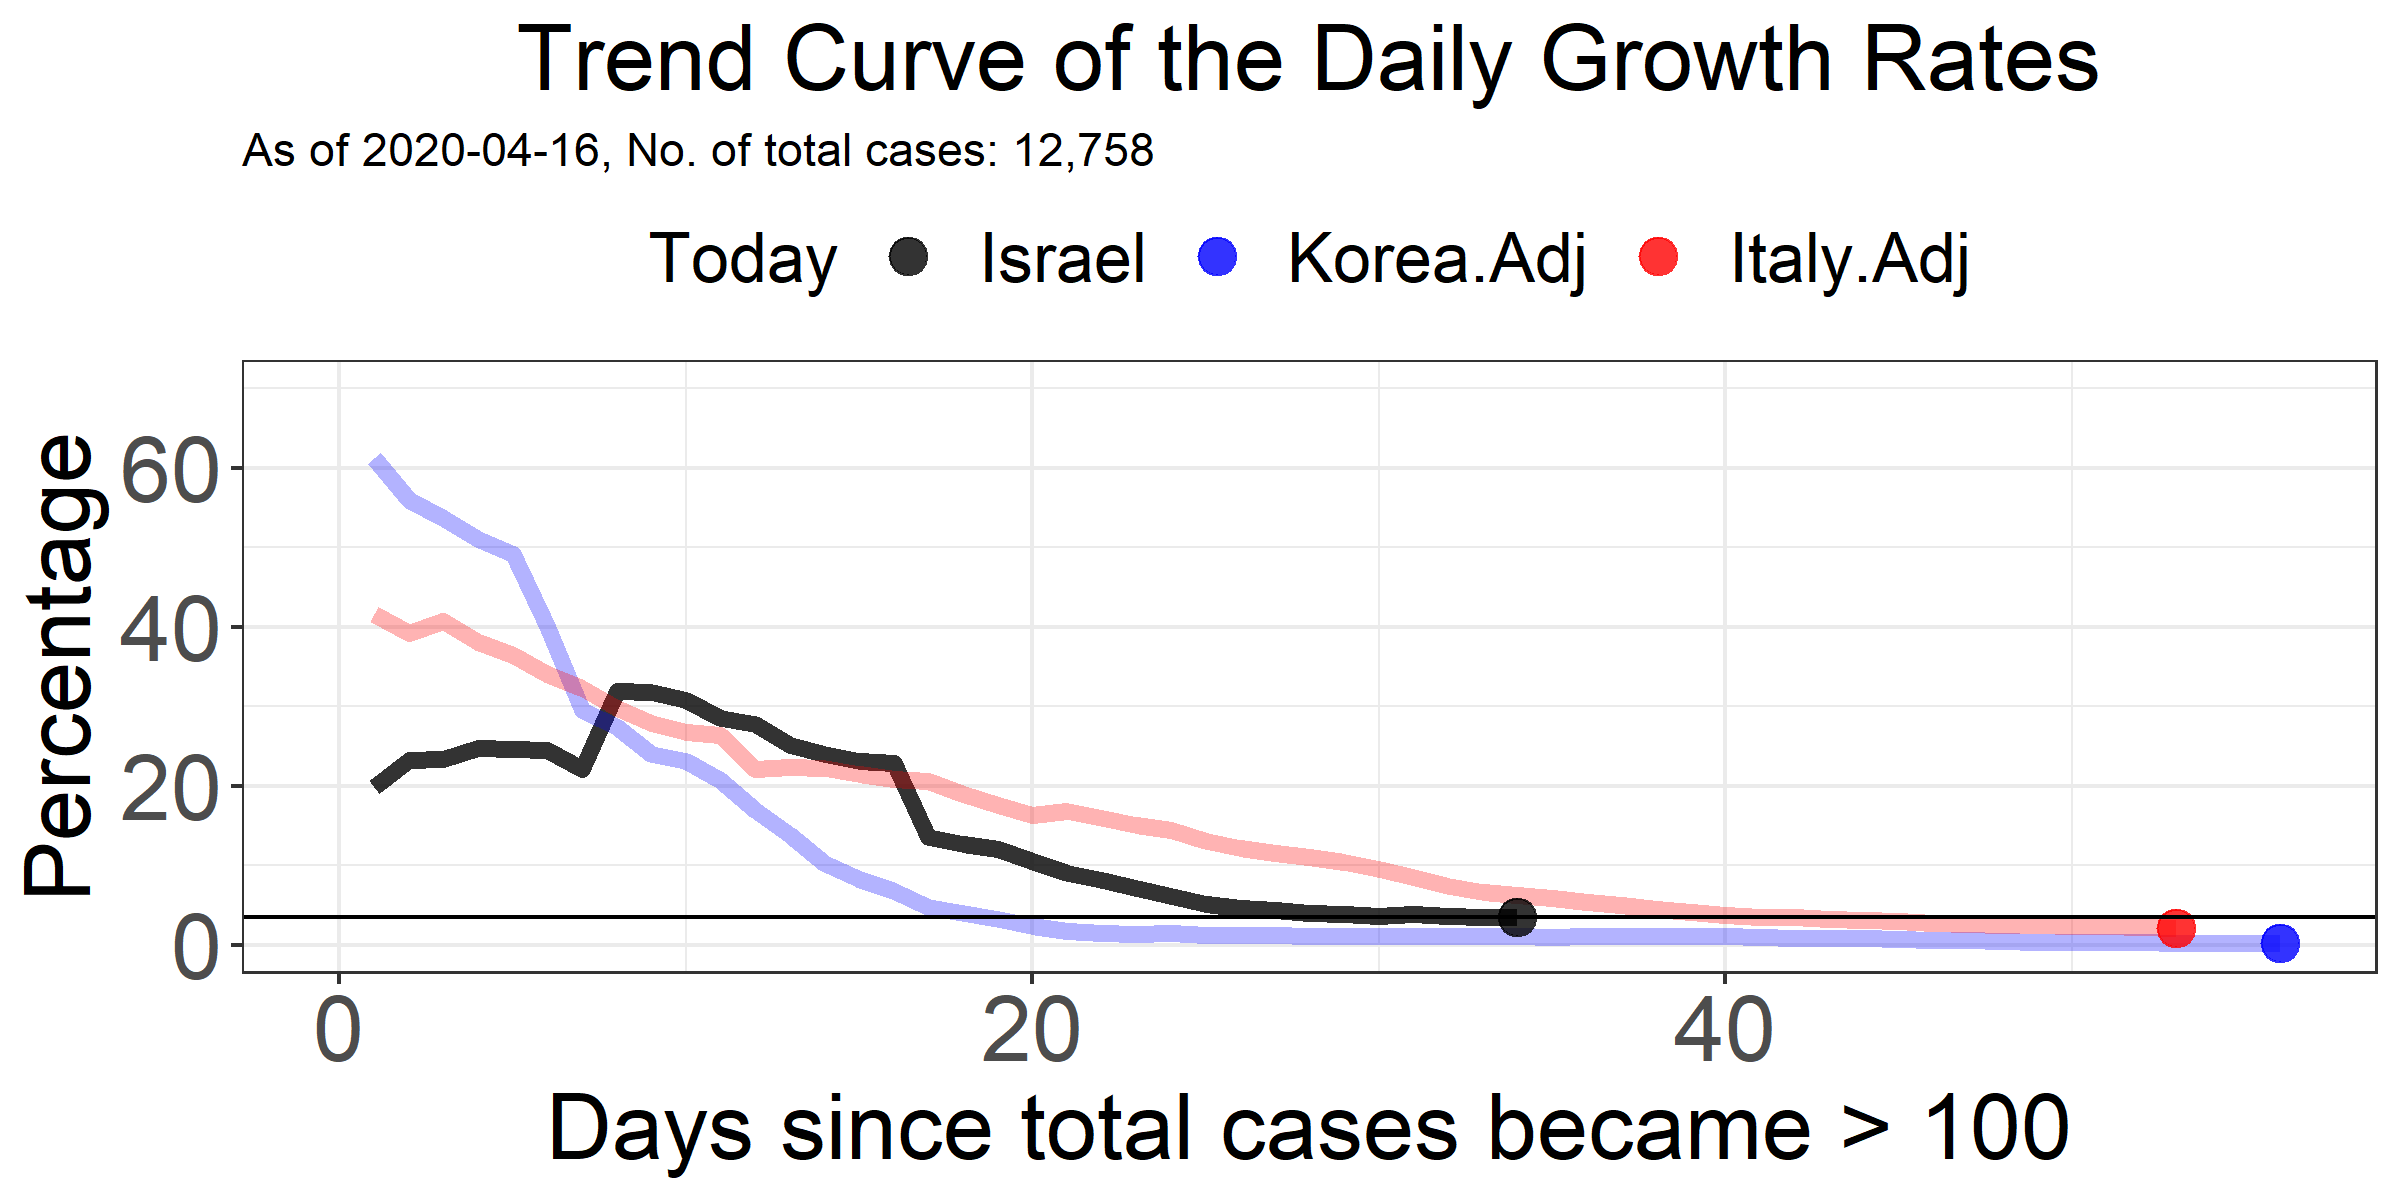 Trend Curve of the Daily Growth Rates
As of 2020-04-16, No. of total cases: 12,758
Today Israel Korea.Adj Italy.Adj
Percentage
60
40
20
0
0 20 40
Days since total cases became > 100